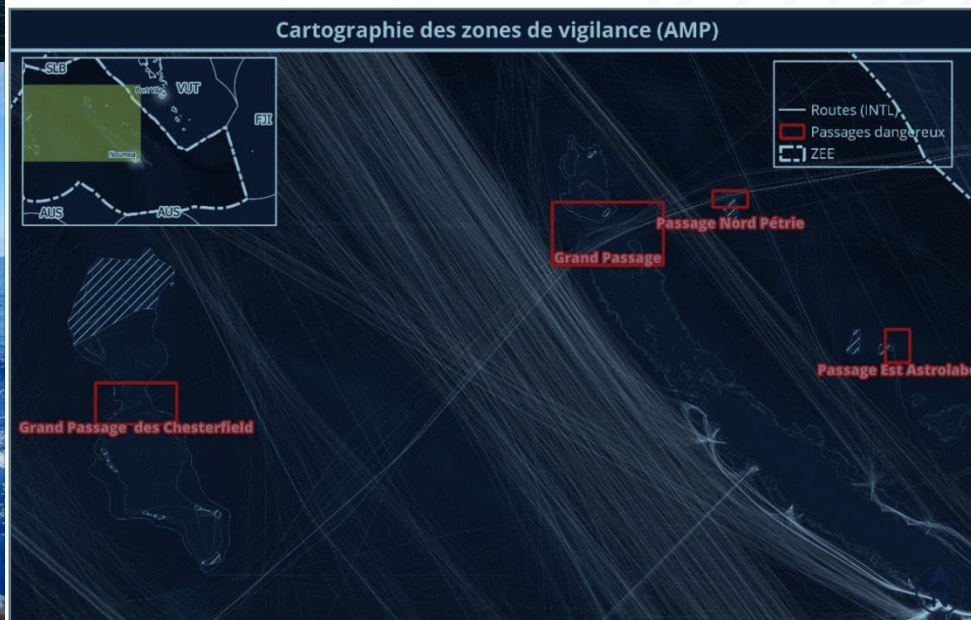 Cartographie des zones de vigilance (AMP)
SLB
VUT
Port Vila
FJI
Nouméa
AUS
AUS
Routes (INTL)
Passages dangereux
ZEE
Passage Nord Pétrie
Grand Passage
Passage Est Astrolabe
Grand Passage des Chesterfield